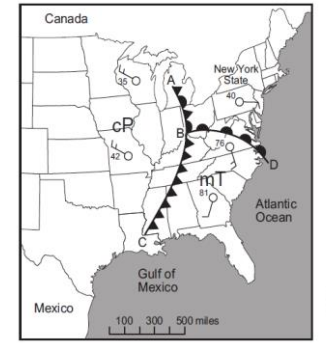 Canada
New York
State
A
35
40
cP
B
76
42
mT
D
81
Atlantic
Ocean
C
Gulf of
Mexico
Mexico
100 300 500 miles